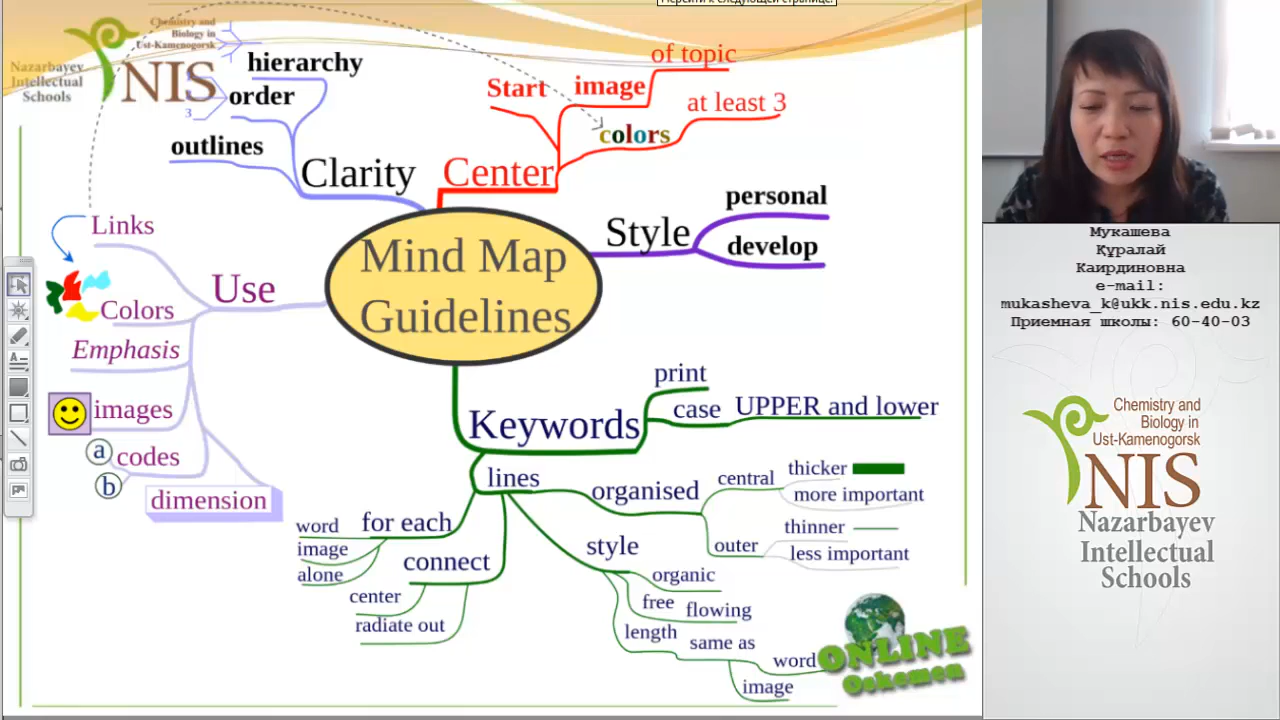 Перейти к следующей странице.
Chemistry and
Biology in
Ust-Kamenogorsk
NIS
Nazarbayev
Intellectual
Schools
hierarchy
order
3
outlines
Clarity
Start
image
of topic
colors
at least 3
Center
Style
personal
develop
Mind Map
Guidelines
Links
Colors
Use
Emphasis
images
a
codes
b
dimension
Keywords
print
case
UPPER and lower
lines
organised
central
thicker
more important
outer
thinner
less important
for each
word
image
alone
connect
center
radiate out
style
organic
free
flowing
length
same as
word
image
ONLINE
Oskemen
Мукашева
Құралай
Каирдиновна
e-mail:
mukasheva_k@ukk.nis.edu.kz
Приемная школы: 60-40-03
Chemistry and
Biology in
Ust-Kamenogorsk
NIS
Nazarbayev
Intellectual
Schools